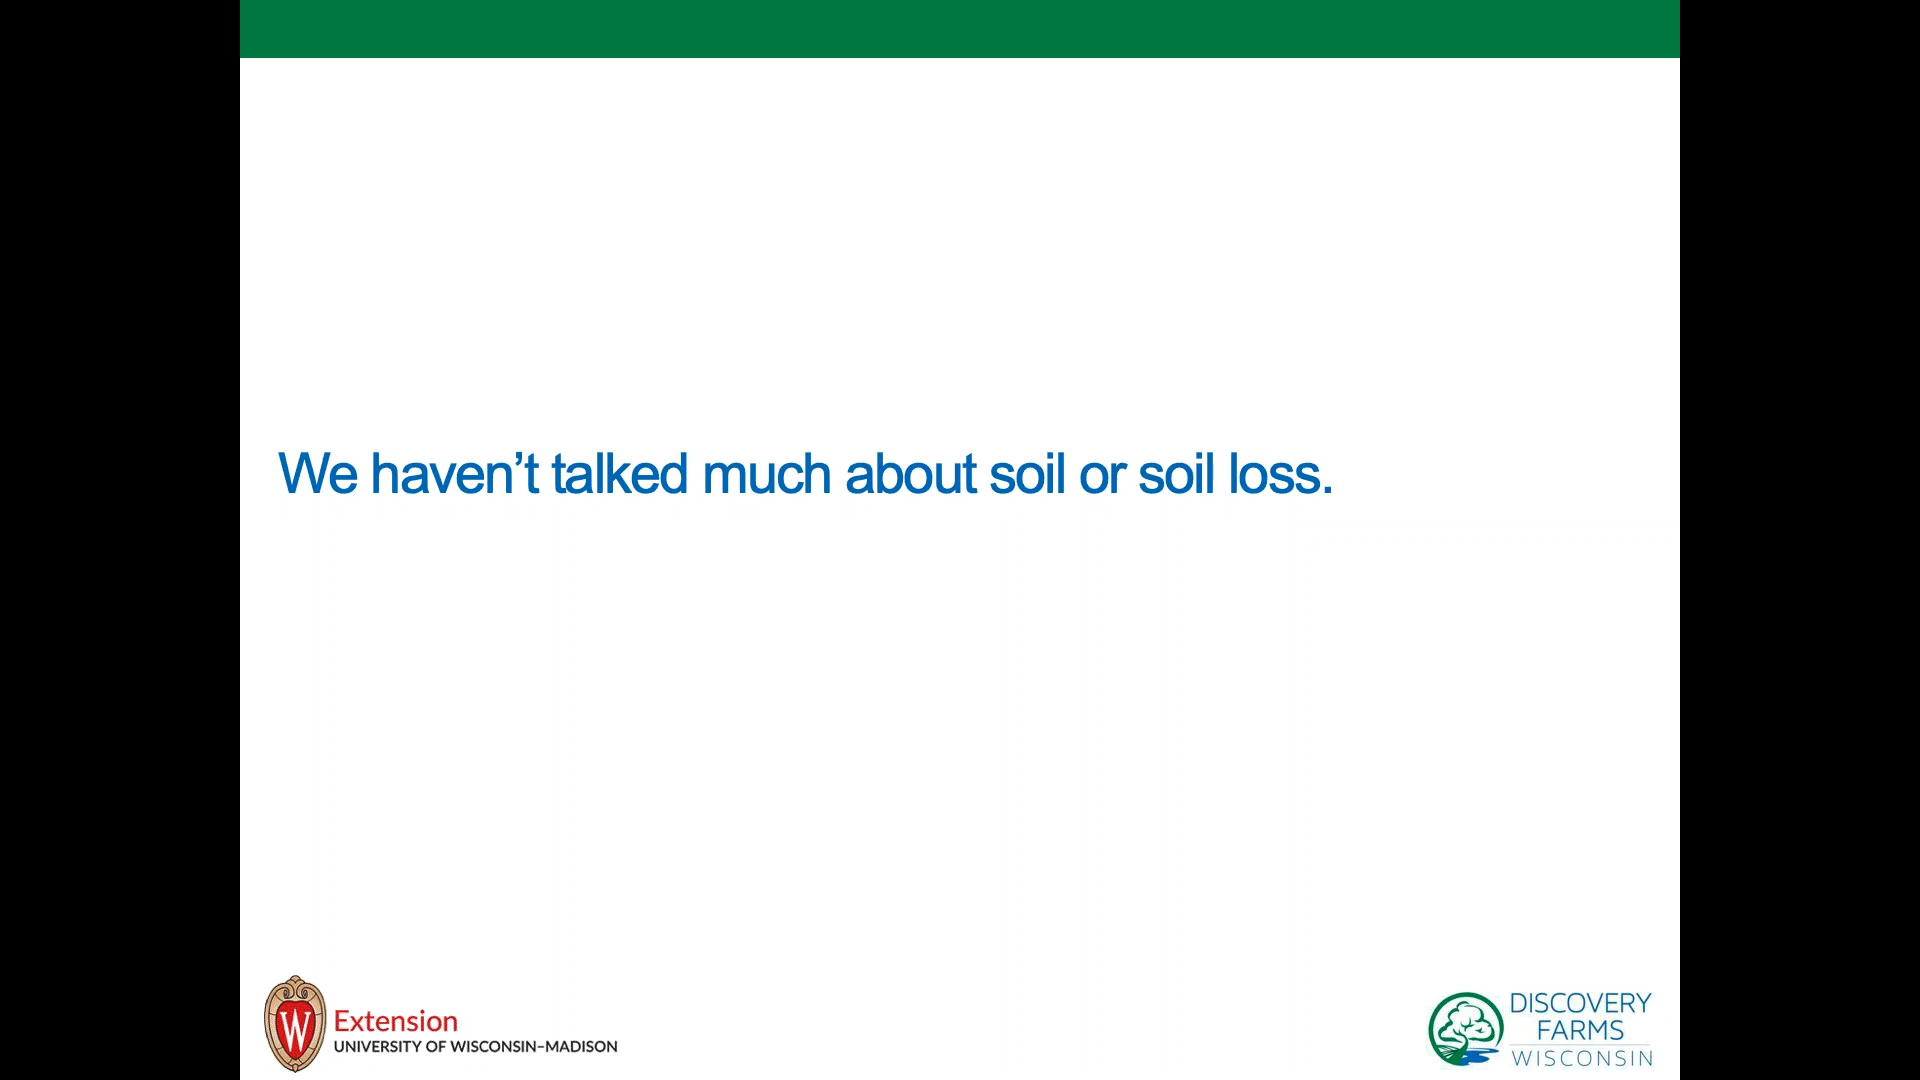 We haven’t talked much about soil or soil loss.
W Extension
UNIVERSITY OF WISCONSIN–MADISON
DISCOVERY
FARMS
WISCONSIN